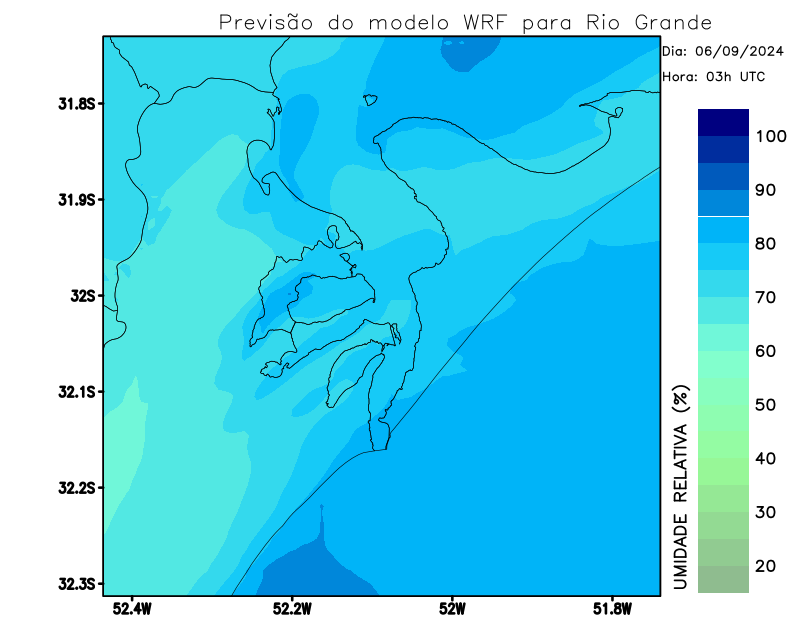 Previsão do modelo WRF para Rio Grande
Dia: 06/09/2024
Hora: 03h UTC
31.8S
31.9S
32S
32.1S
32.2S
32.3S
52.4W
52.2W
52W
51.8W
100
90
80
70
60
50
40
30
20
UMIDADE RELATIVA (%)